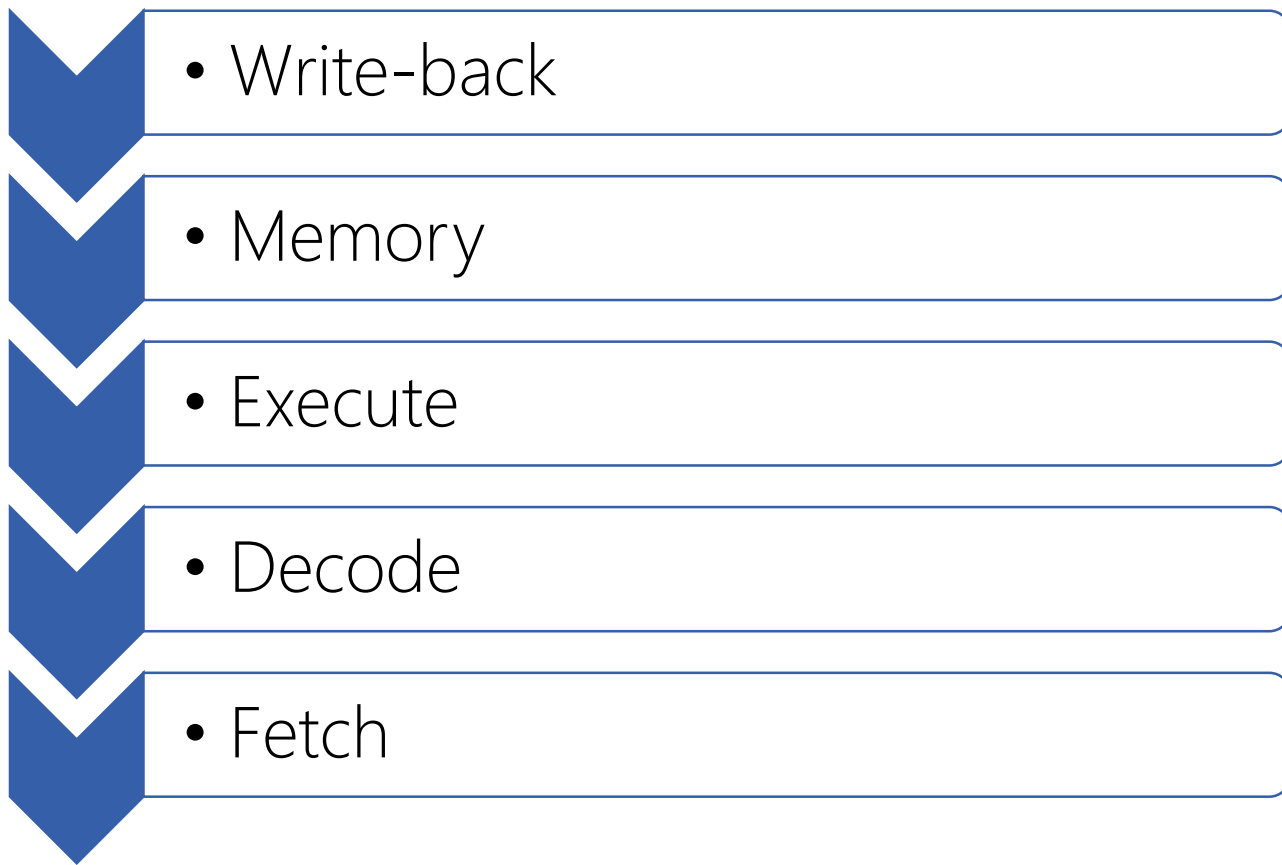 • Write-back
• Memory
• Execute
• Decode
• Fetch